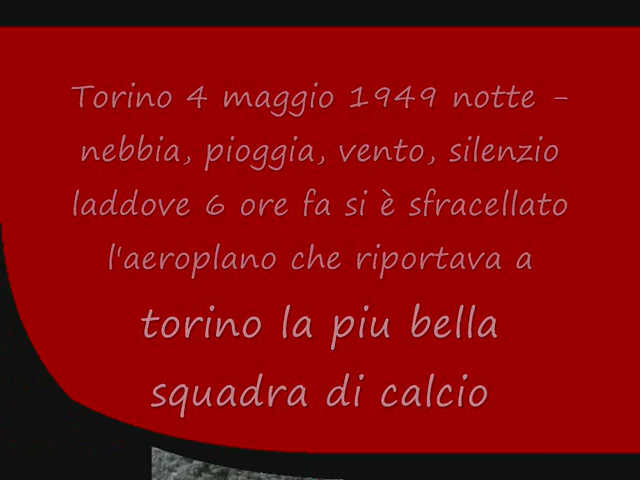 Torino 4 maggio 1949 notte -
nebbia, pioggia, vento, silenzio
laddove 6 ore fa si è sfracellato
l'aeroplano che riportava a
torino la piu bella
squadra di calcio